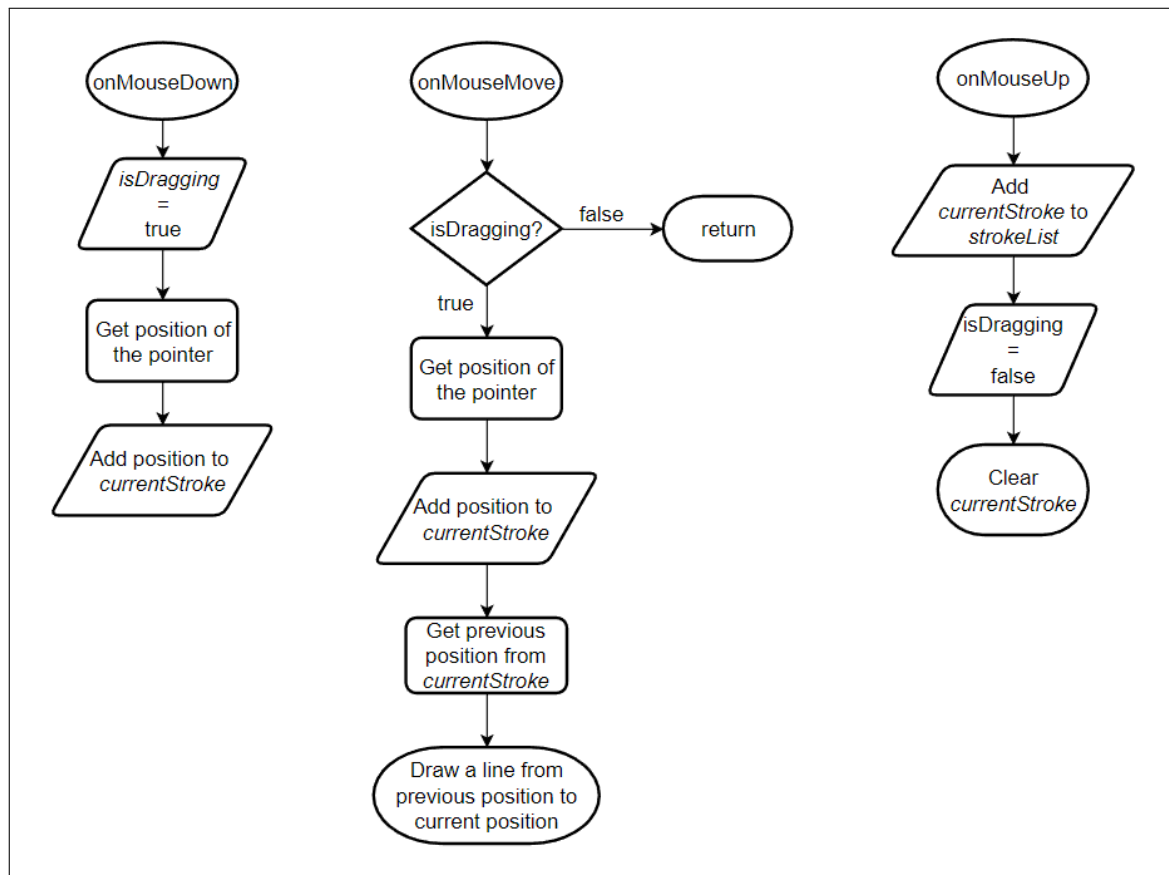 onMouseDown
isDragging
=
true
Get position of
the pointer
Add position to
currentStroke
onMouseMove
isDragging?
false
return
true
Get position of
the pointer
Add position to
currentStroke
Get previous
position from
currentStroke
Draw a line from
previous position to
current position
onMouseUp
Add
currentStroke to
strokeList
isDragging
=
false
Clear
currentStroke